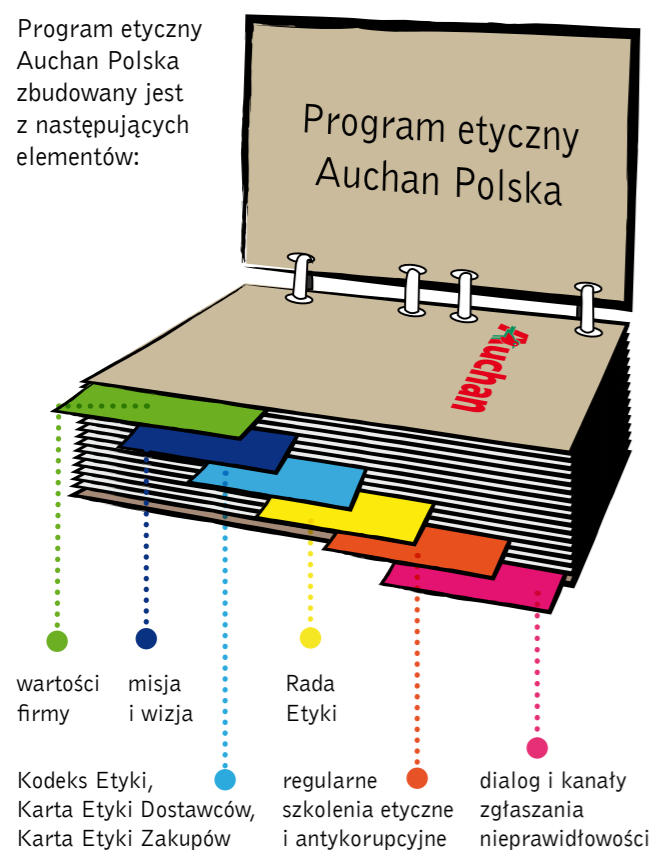 Program etyczny
Auchan Polska
zbudowany jest
z następujących
elementów:
Program etyczny
Auchan Polska
Auchan
wartości
firmy
misja
i wizja
Rada
Etyki
Kodeks Etyki,
Karta Etyki Dostawców,
Karta Etyki Zakupów
regularne
szkolenia etyczne
i antykorupcyjne
dialog i kanały
zgłaszania
nieprawidłowości